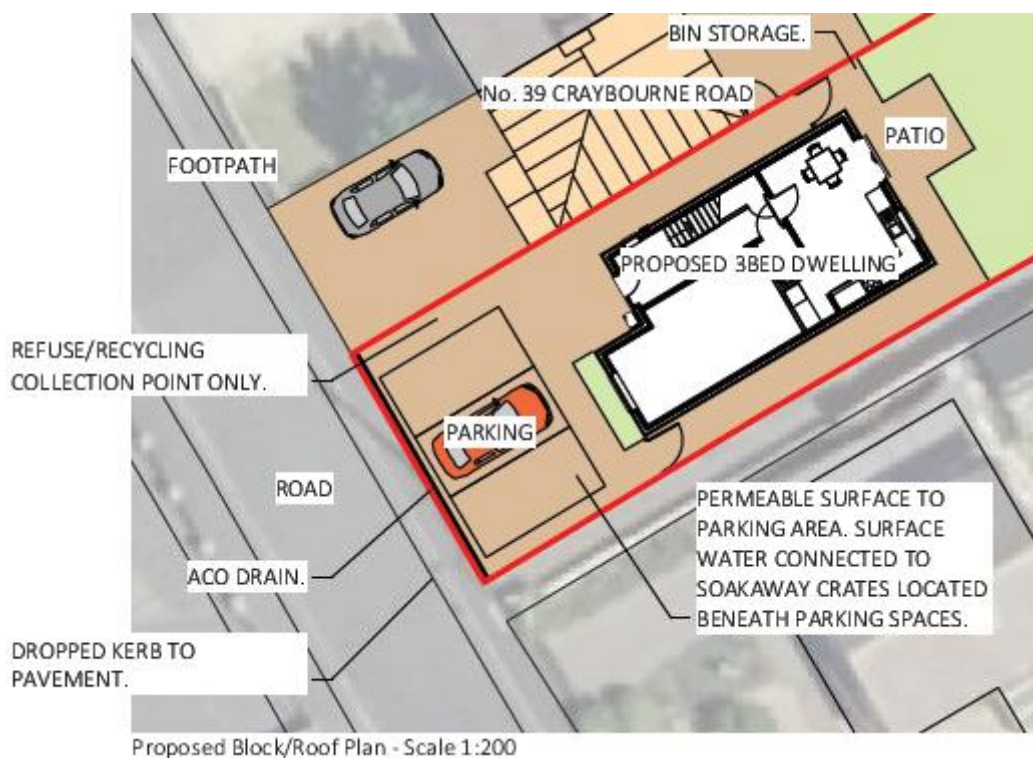 BIN STORAGE.
No. 39 CRAYBOURNE ROAD
PATIO
FOOTPATH
PROPOSED 3BED DWELLING
REFUSE/RECYCLING
COLLECTION POINT ONLY.
PARKING
ROAD
PERMEABLE SURFACE TO
PARKING AREA. SURFACE
WATER CONNECTED TO
SOAKAWAY CRATES LOCATED
BENEATH PARKING SPACES.
ACO DRAIN.
DROPPED KERB TO
PAVEMENT.
Proposed Block/Roof Plan - Scale 1:200